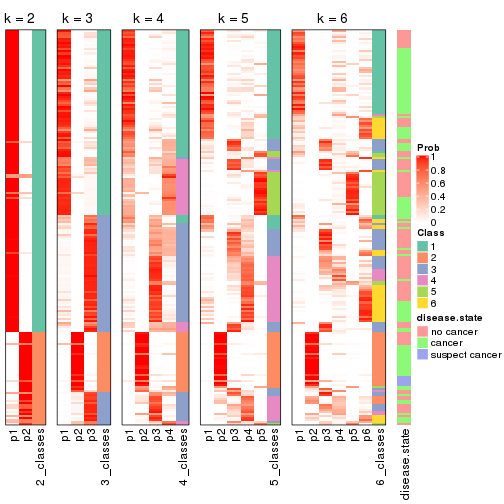 k = 2
k = 3
k = 4
k = 5
k = 6
Prob
1
0.8
0.6
0.4
0.2
0
Class
1
2
3
4
5
6
disease.state
no cancer
cancer
suspect cancer
p1
p2
2_classes
p1
p2
p3
3_classes
p1
p2
p3
p4
4_classes
p1
p2
p3
p4
p5
5_classes
p1
p2
p3
p4
p5
p6
6_classes
disease.state